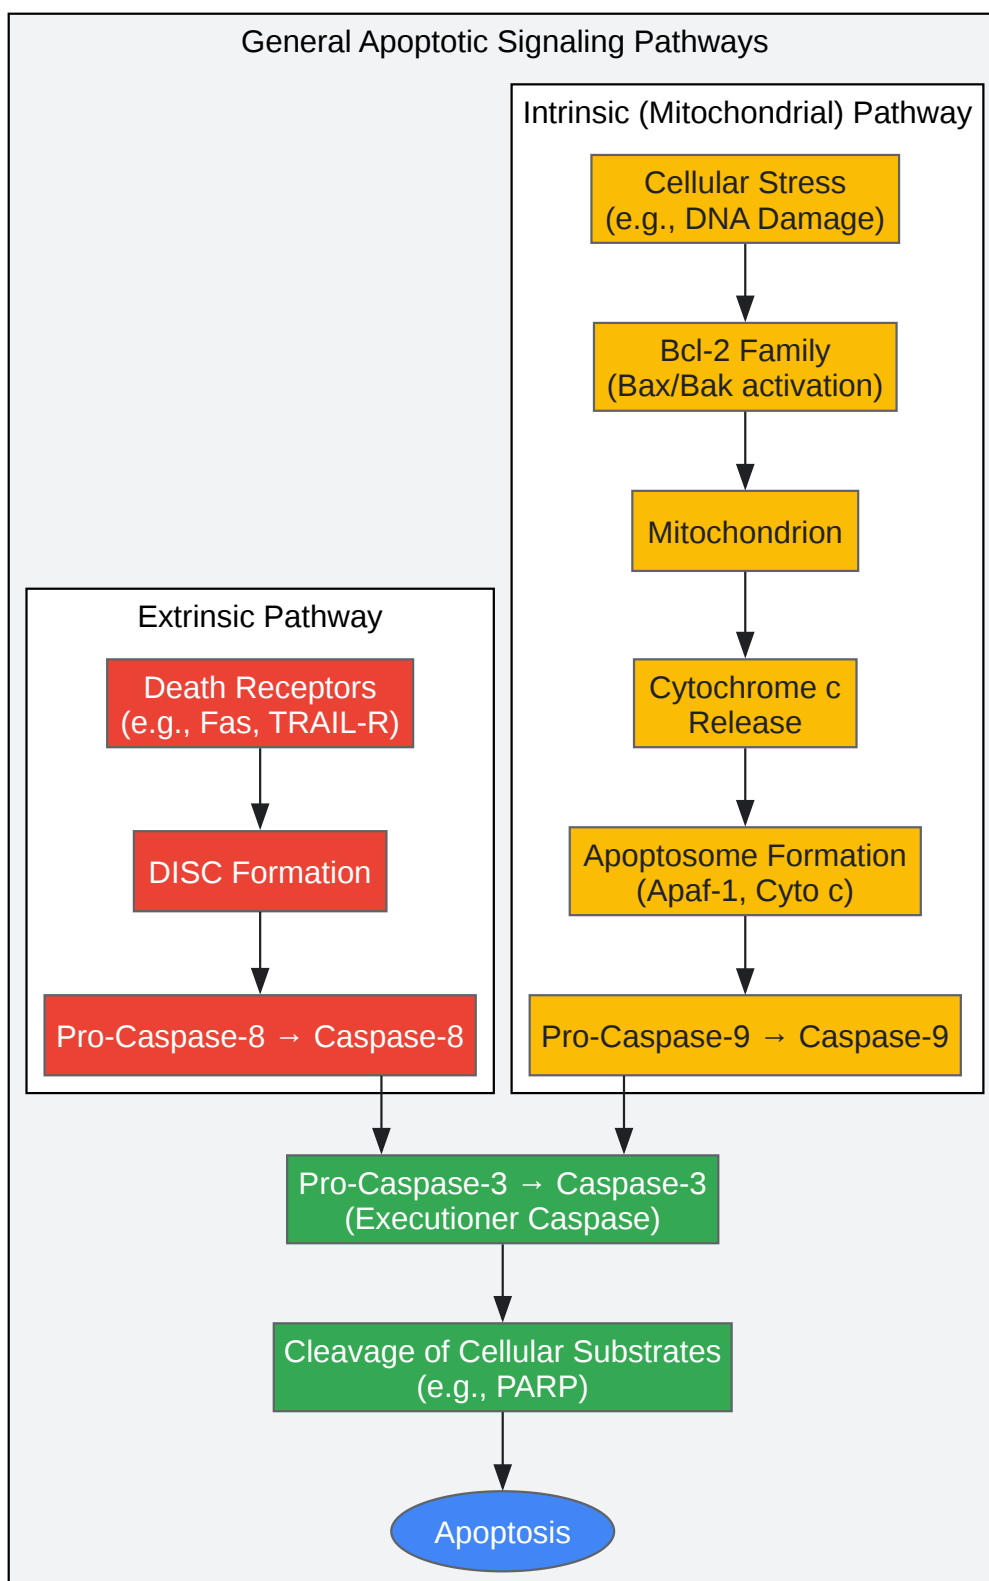 General Apoptotic Signaling Pathways
Intrinsic (Mitochondrial) Pathway
Cellular Stress
(e.g., DNA Damage)
Bcl-2 Family
(Bax/Bak activation)
Mitochondrion
Cytochrome c
Release
Apoptosome Formation
(Apaf-1, Cyto c)
Pro-Caspase-9 → Caspase-9
Extrinsic Pathway
Death Receptors
(e.g., Fas, TRAIL-R)
DISC Formation
Pro-Caspase-8 → Caspase-8
Pro-Caspase-3 → Caspase-3
(Executioner Caspase)
Cleavage of Cellular Substrates
(e.g., PARP)
Apoptosis